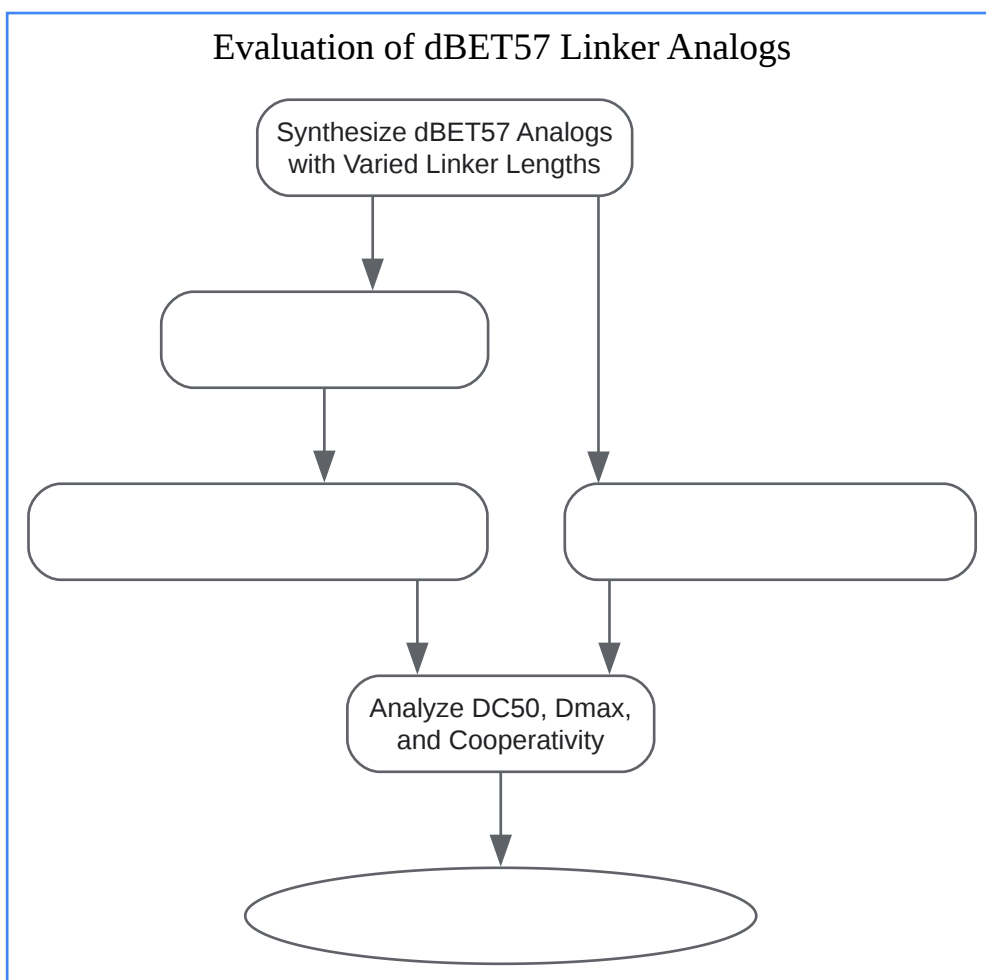 Evaluation of dBET57 Linker Analogs
Synthesize dBET57 Analogs
with Varied Linker Lengths
Analyze DC50, Dmax,
and Cooperativity